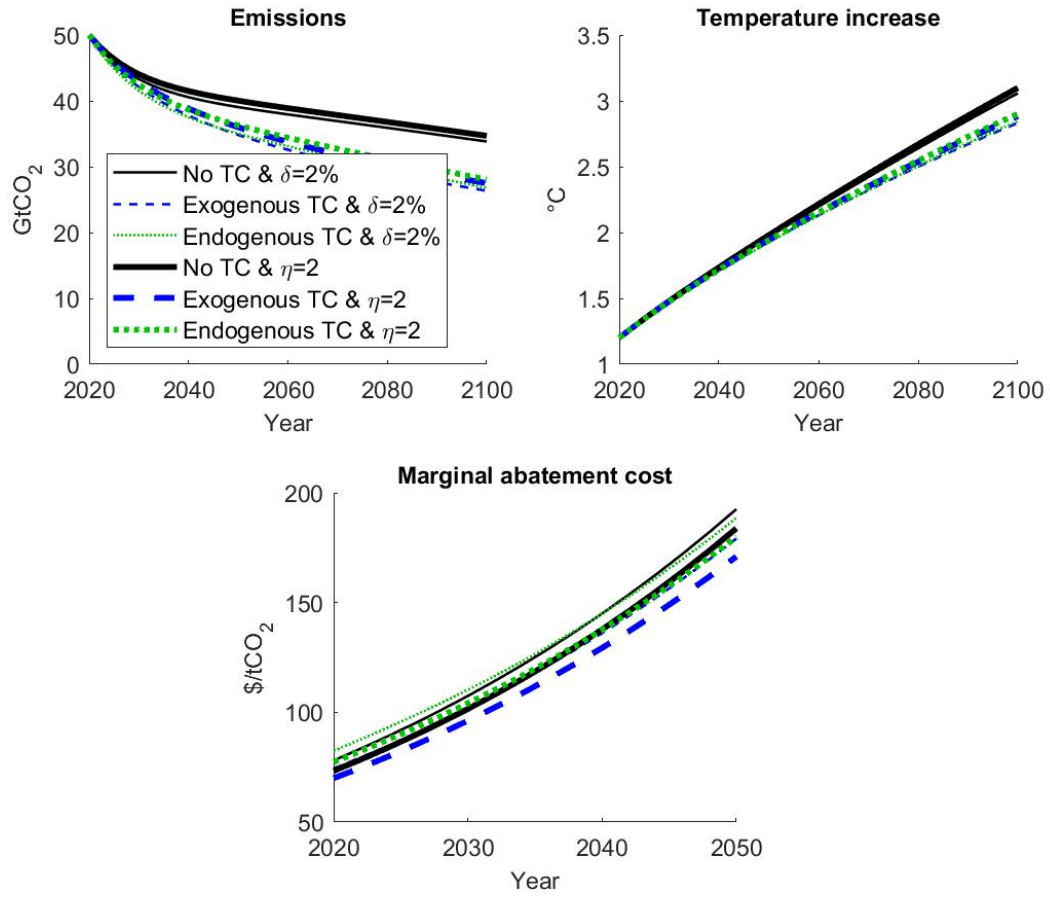 Emissions
50
40
30
20
10
0
GtCO2
No TC & δ=2%
Exogenous TC & δ=2%
Endogenous TC & δ=2%
No TC & η=2
Exogenous TC & η=2
Endogenous TC & η=2
2020 2040 2060 2080 2100
Year
Temperature increase
3.5
3
2.5
2
1.5
1
°C
2020 2040 2060 2080 2100
Year
Marginal abatement cost
200
150
100
50
$/tCO2
2020 2030 2040 2050
Year